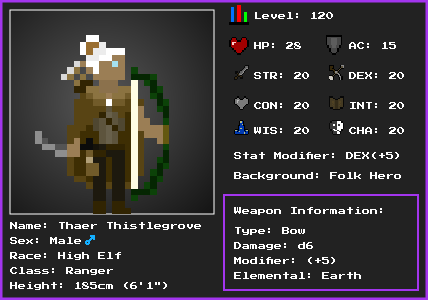 Level: 120
HP: 28 AC: 15
STR: 20 DEX: 20
CON: 20 INT: 20
WIS: 20 CHA: 20
Stat Modifier: DEX(+5)
Background: Folk Hero
Name: Thaer Thistlegrove
Sex: Male♂
Race: High Elf
Class: Ranger
Height: 185cm (6'1")
Weapon Information:
Type: Bow
Damage: d6
Modifier: (+5)
Elemental: Earth